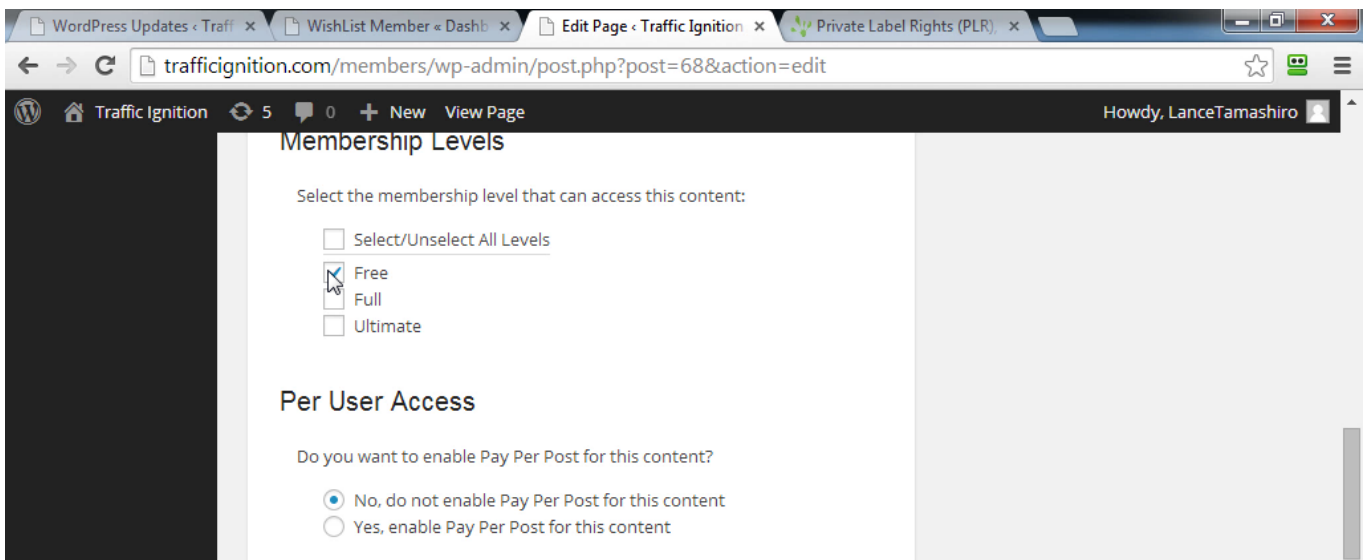 WordPress Updates ‹ Traff
WishList Member « Dashb
Edit Page ‹ Traffic Ignition
Private Label Rights (PLR),
trafficignition.com/members/wp-admin/post.php?post=68&action=edit
Traffic Ignition 5 0 + New View Page Howdy, LanceTamashiro
Membership Levels
Select the membership level that can access this content:
Select/Unselect All Levels
Free
Full
Ultimate
Per User Access
Do you want to enable Pay Per Post for this content?
No, do not enable Pay Per Post for this content
Yes, enable Pay Per Post for this content